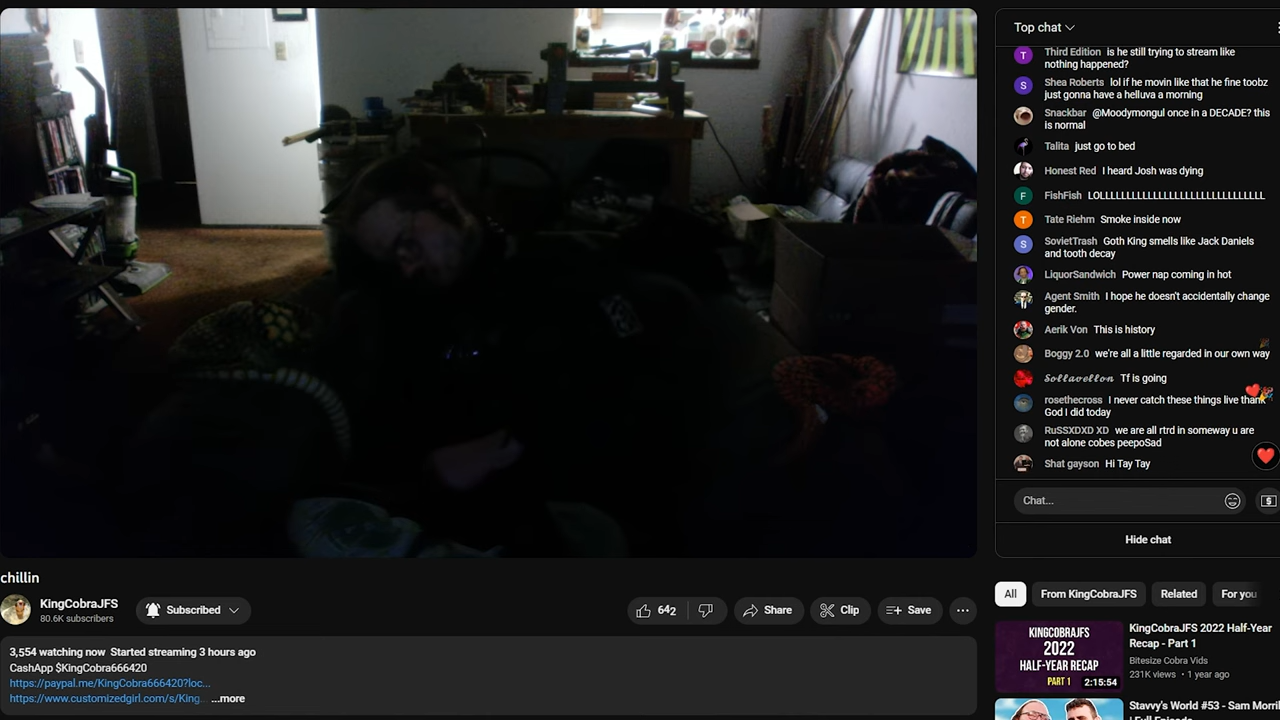 Top chat
Third Edition is he still trying to stream like
nothing happened?
Shea Roberts lol if he movin like that he fine toobz
just gonna have a helluva a morning
Snackbar @Moodymongul once in a DECADE? this
is normal
Talita just go to bed
Honest Red I heard Josh was dying
FishFish LOLLLLLLLLLLLLLLLLLLLLLLLLLLLLL
Tate Riehm Smoke inside now
SovietTrash Goth King smells like Jack Daniels
and tooth decay
LiquorSandwich Power nap coming in hot
Agent Smith I hope he doesn't accidentally change
gender.
Aerik Von This is history
Boggy 2.0 we're all a little regarded in our own way
Sollavellon Tf is going
rosethecross I never catch these things live thank
God I did today
RuSSXDXD XD we are all rtrd in someway u are
not alone cobes peepoSad
Shat gayson Hi Tay Tay
Chat...
Hide chat
chillin
KingCobraJFS
80.6K subscribers
Subscribed
642
Share
Clip
Save
3,554 watching now Started streaming 3 hours ago
CashApp $KingCobra666420
https://paypal.me/KingCobra666420?loc...
https://www.customizedgirl.com/s/King... ...more
All
From KingCobraJFS
Related
For you
KINGCOBRAJFS
2022
HALF-YEAR RECAP
PART 1
2:15:54
KingCobraJFS 2022 Half-Year
Recap - Part 1
Bitesize Cobra Vids
231K views • 1 year ago
Stavvy's World #53 - Sam Morri